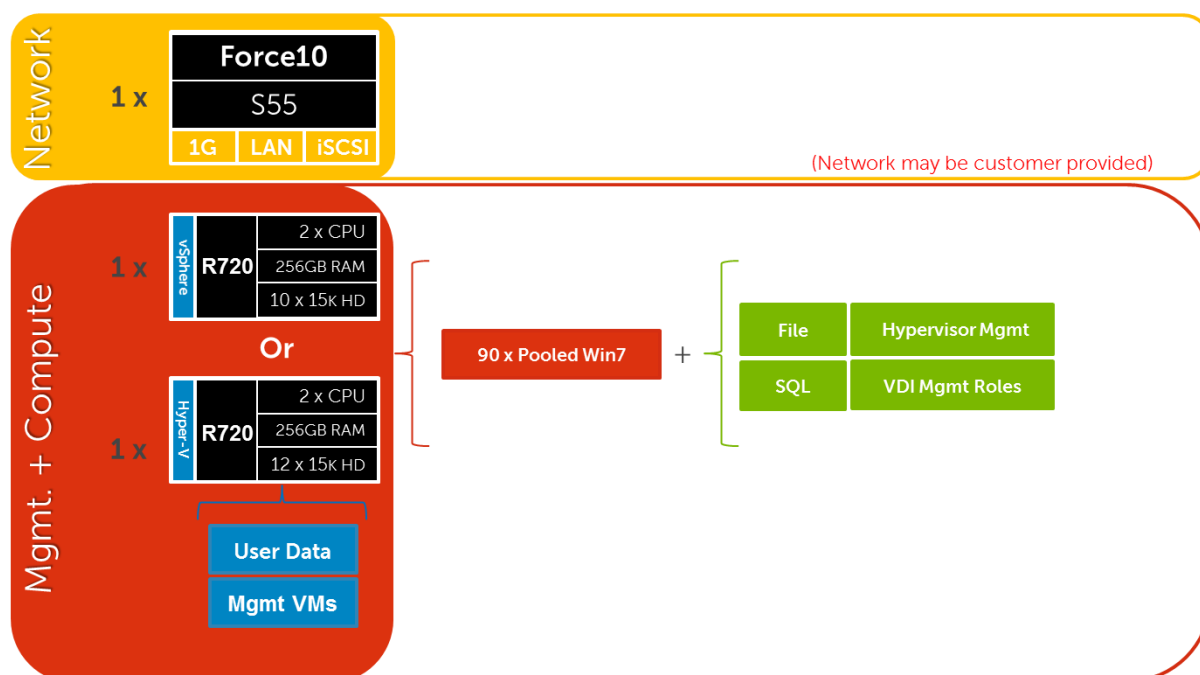 Network
1 x
Force10
S55
1G LAN iSCSI
(Network may be customer provided)
Mgmt. + Compute
1 x
vSphere
R720
2 x CPU
256GB RAM
10 x 15K HD
Or
1 x
Hyper-V
R720
2 x CPU
256GB RAM
12 x 15K HD
User Data
Mgmt VMs
90 x Pooled Win7
+
File
Hypervisor Mgmt
SQL
VDI Mgmt Roles